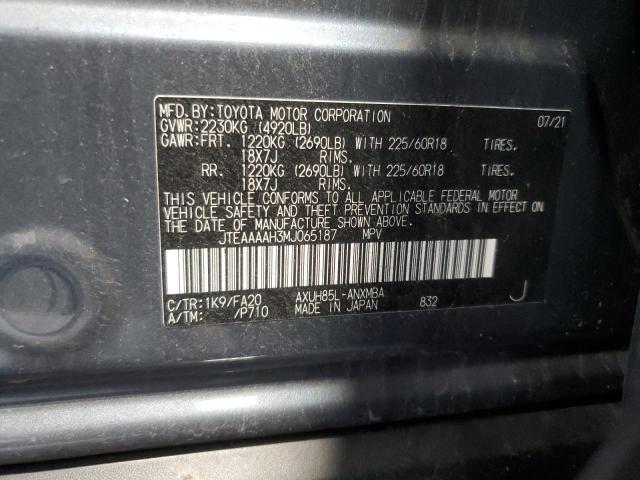 MFD.BY:TOYOTA MOTOR CORPORATION 07/21
GVWR:2230KG (4920LB)
GAWR:FRT. 1220KG (2690LB) WITH 225/60R18 TIRES.
18X7J RIMS.
RR. 1220KG (2690LB) WITH 225/60R18 TIRES.
18X7J RIMS.
THIS VEHICLE CONFORMS TO ALL APPLICABLE FEDERAL MOTOR
VEHICLE SAFETY AND THEFT PREVENTION STANDARDS IN EFFECT ON
THE DATE OF MANUFACTURE SHOWN ABOVE.
JTEAAAAH3MJ065187 MPV
C/TR:1K9/FA20 AXUH85L-ANXMBA 832 J
A/TM: /P710 MADE IN JAPAN